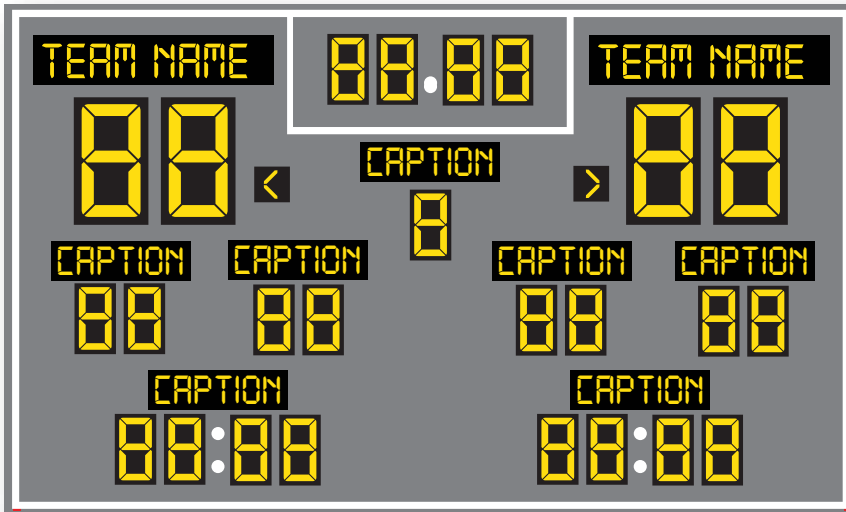 TEAM NAME 88.88 TEAM NAME
88 88
CAPTION
< >
8
CAPTION CAPTION CAPTION CAPTION
88 88 88 88
CAPTION CAPTION
88:88 88:88